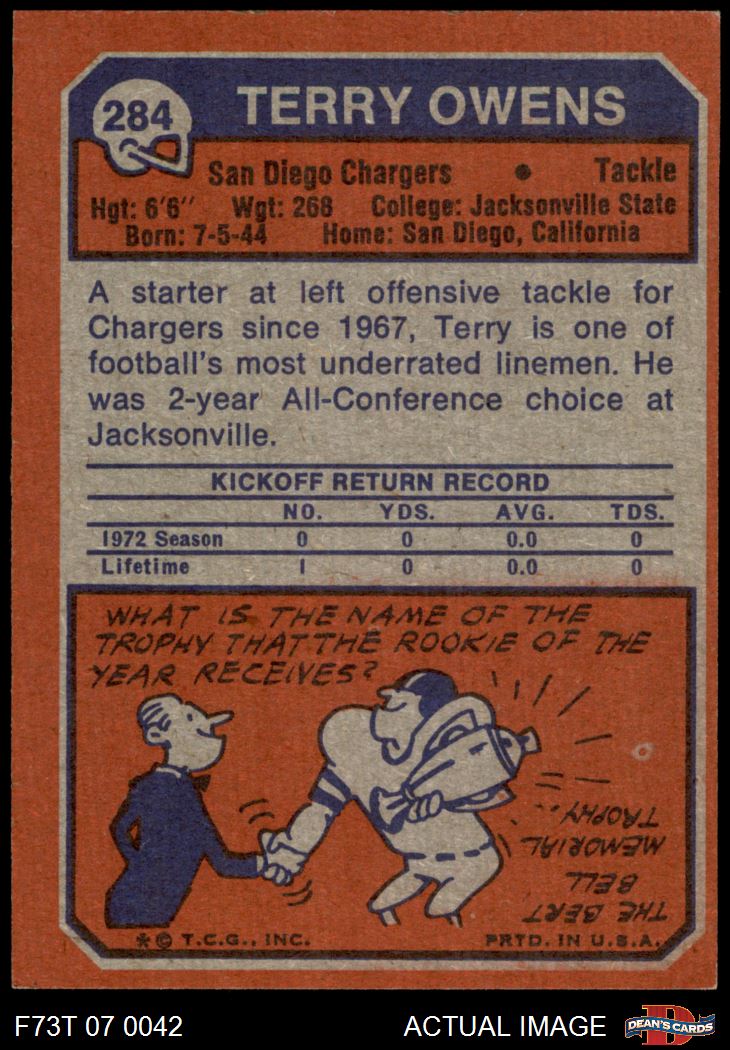 284
TERRY OWENS
San Diego Chargers • Tackle
Hgt: 6'6" Wgt: 268 College: Jacksonville State
Born: 7-5-44 Home: San Diego, California
A starter at left offensive tackle for
Chargers since 1967, Terry is one of
football's most underrated linemen. He
was 2-year All-Conference choice at
Jacksonville.
KICKOFF RETURN RECORD
NO. YDS. AVG. TDS.
1972 Season 0 0 0.0 0
Lifetime 1 0 0.0 0
WHAT IS THE NAME OF THE
TROPHY THAT THE ROOKIE OF THE
YEAR RECEIVES?
THE BERT
BELL
MEMORIAL
TROPHY..
*© T.C.G., INC. PRTD. IN U.S.A.
F73T 07 0042 ACTUAL IMAGE
D
DEAN'S CARDS